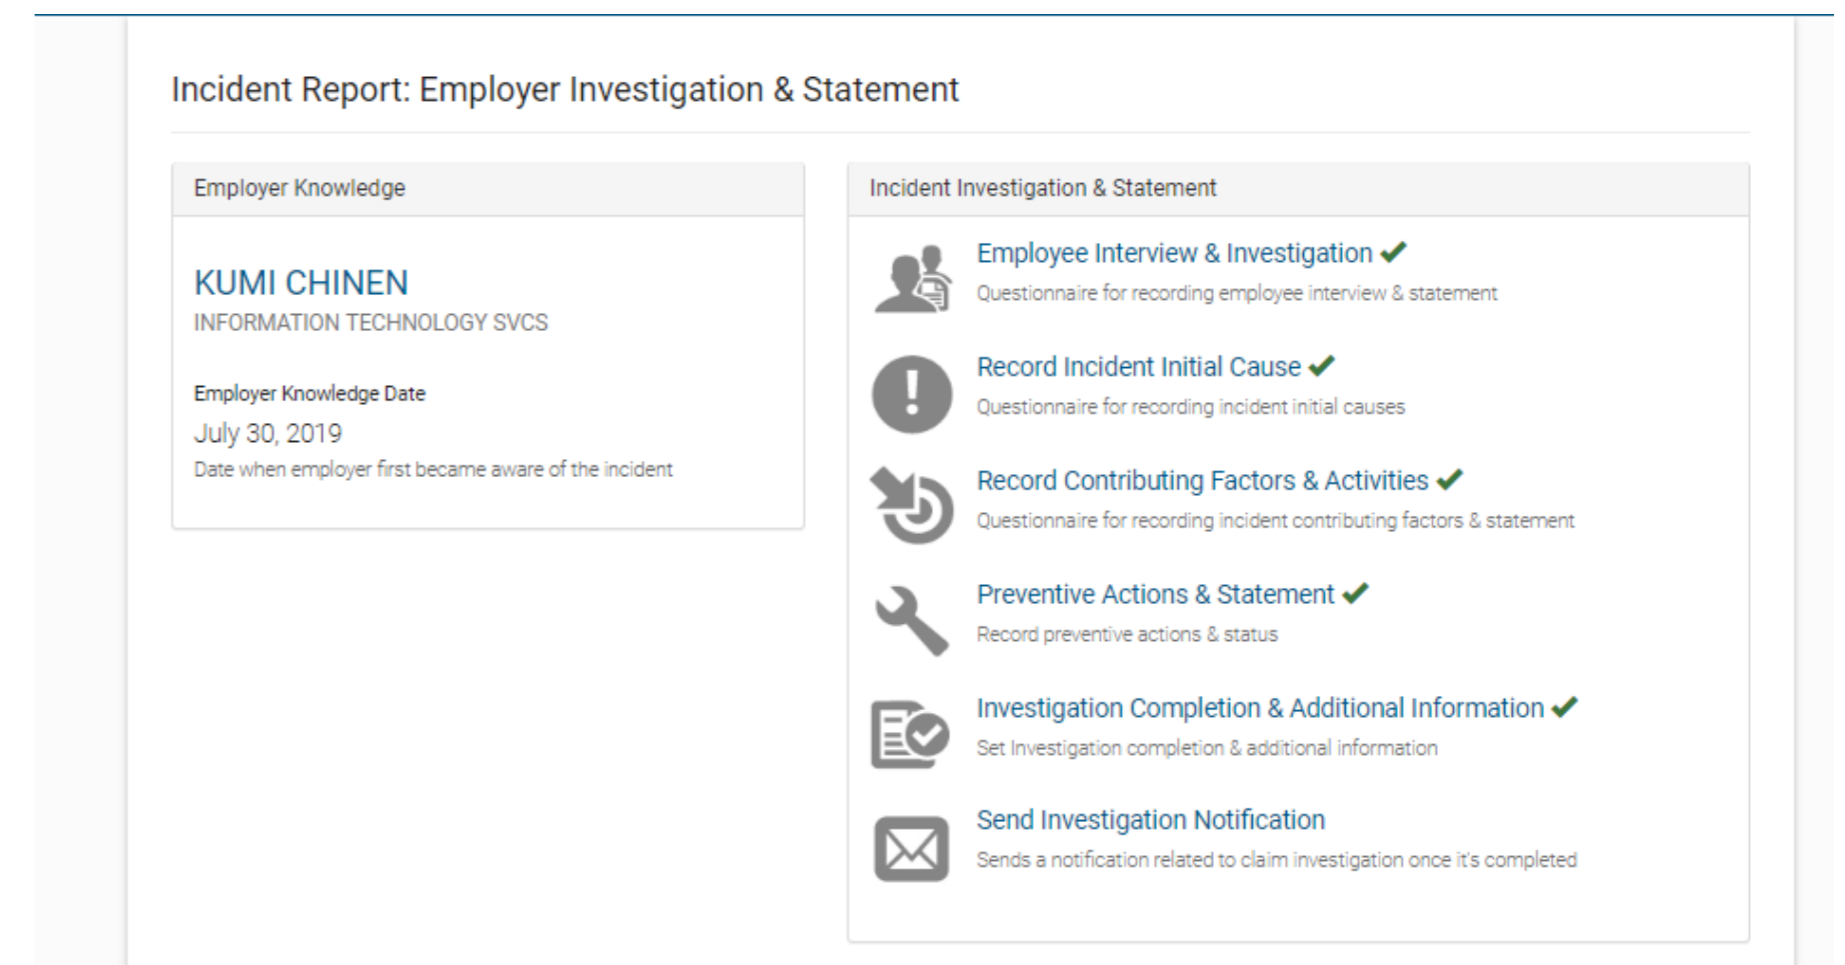 Incident Report: Employer Investigation & Statement
Employer Knowledge
KUMI CHINEN
INFORMATION TECHNOLOGY SVCS
Employer Knowledge Date
July 30, 2019
Date when employer first became aware of the incident
Incident Investigation & Statement
Employee Interview & Investigation
Questionnaire for recording employee interview & statement
Record Incident Initial Cause
Questionnaire for recording incident initial causes
Record Contributing Factors & Activities
Questionnaire for recording incident contributing factors & statement
Preventive Actions & Statement
Record preventive actions & status
Investigation Completion & Additional Information
Set Investigation completion & additional information
Send Investigation Notification
Sends a notification related to claim investigation once it's completed